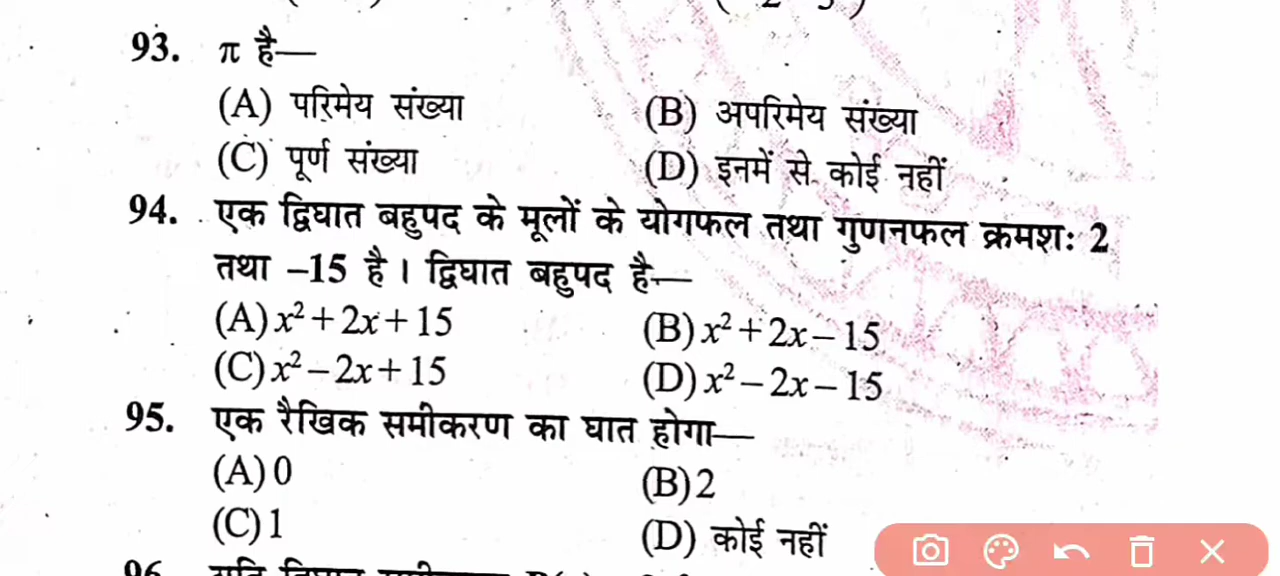 93. π है—
(A) परिमेय संख्या (B) अपरिमेय संख्या
(C) पूर्ण संख्या (D) इनमें से कोई नहीं
94. एक द्विघात बहुपद के मूलों के योगफल तथा गुणनफल क्रमशः 2
तथा –15 है। द्विघात बहुपद है—
(A) x² + 2x + 15 (B) x² + 2x – 15
(C) x² – 2x + 15 (D) x² – 2x – 15
95. एक रैखिक समीकरण का घात होगा—
(A) 0 (B) 2
(C) 1 (D) कोई नहीं